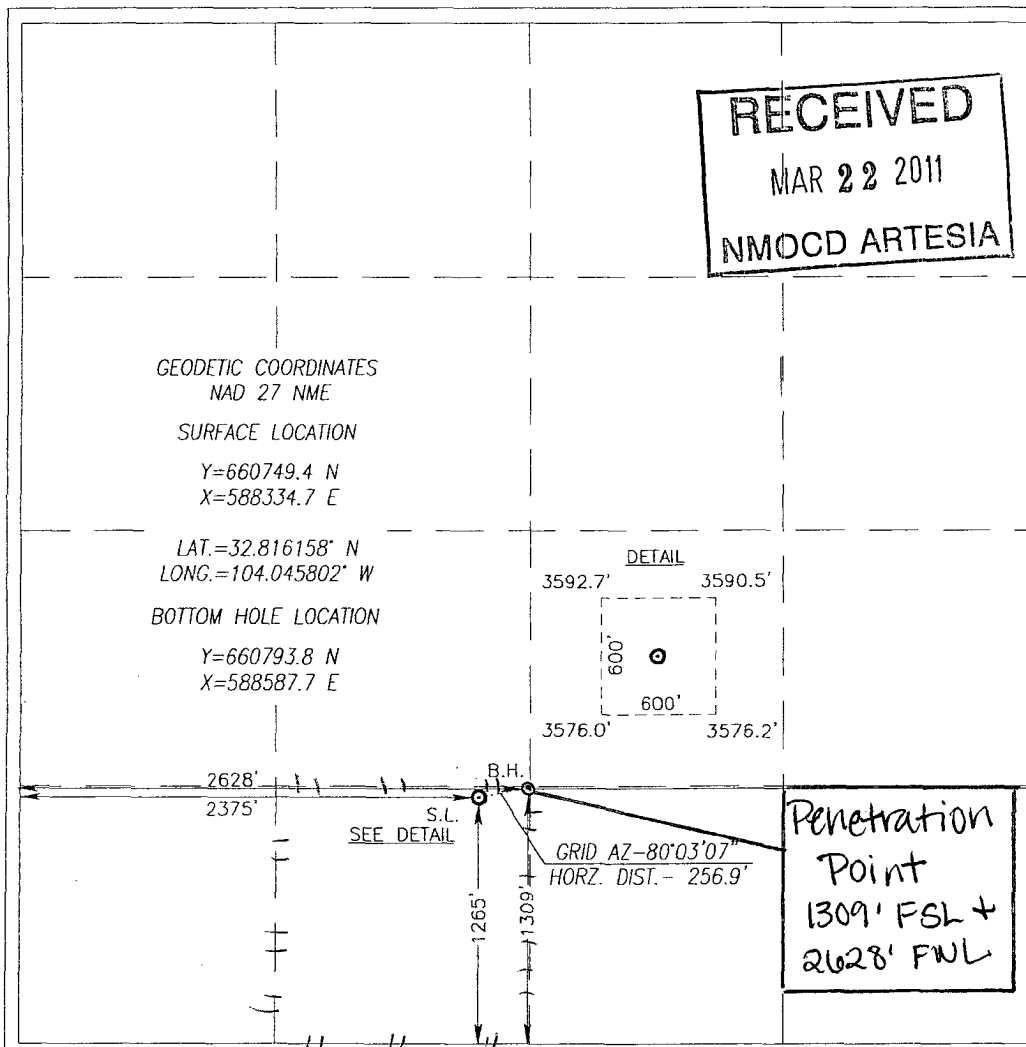 RECEIVED
MAR 22 2011
NMOCD ARTESIA
GEODETIC COORDINATES
NAD 27 NME
SURFACE LOCATION
Y=660749.4 N
X=588334.7 E
LAT.=32.816158° N
LONG.=104.045802° W
BOTTOM HOLE LOCATION
Y=660793.8 N
X=588587.7 E
DETAIL
3592.7' 3590.5'
600'
600'
3576.0' 3576.2'
2628'
B.H.
2375'
S.L.
SEE DETAIL
GRID AZ-80°03'07"
HORZ. DIST.- 256.9'
1265'
1309'
Penetration
Point
1309' FSL +
2628' FWL